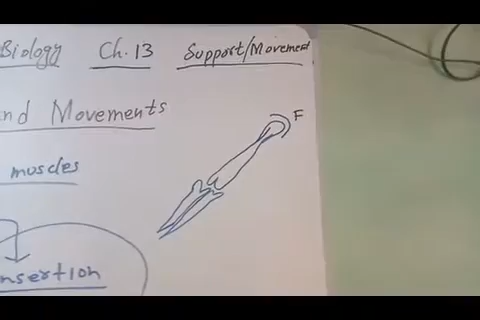 Biology Ch. 13 Support/Movement
nd Movements
F
muscles
nsertion